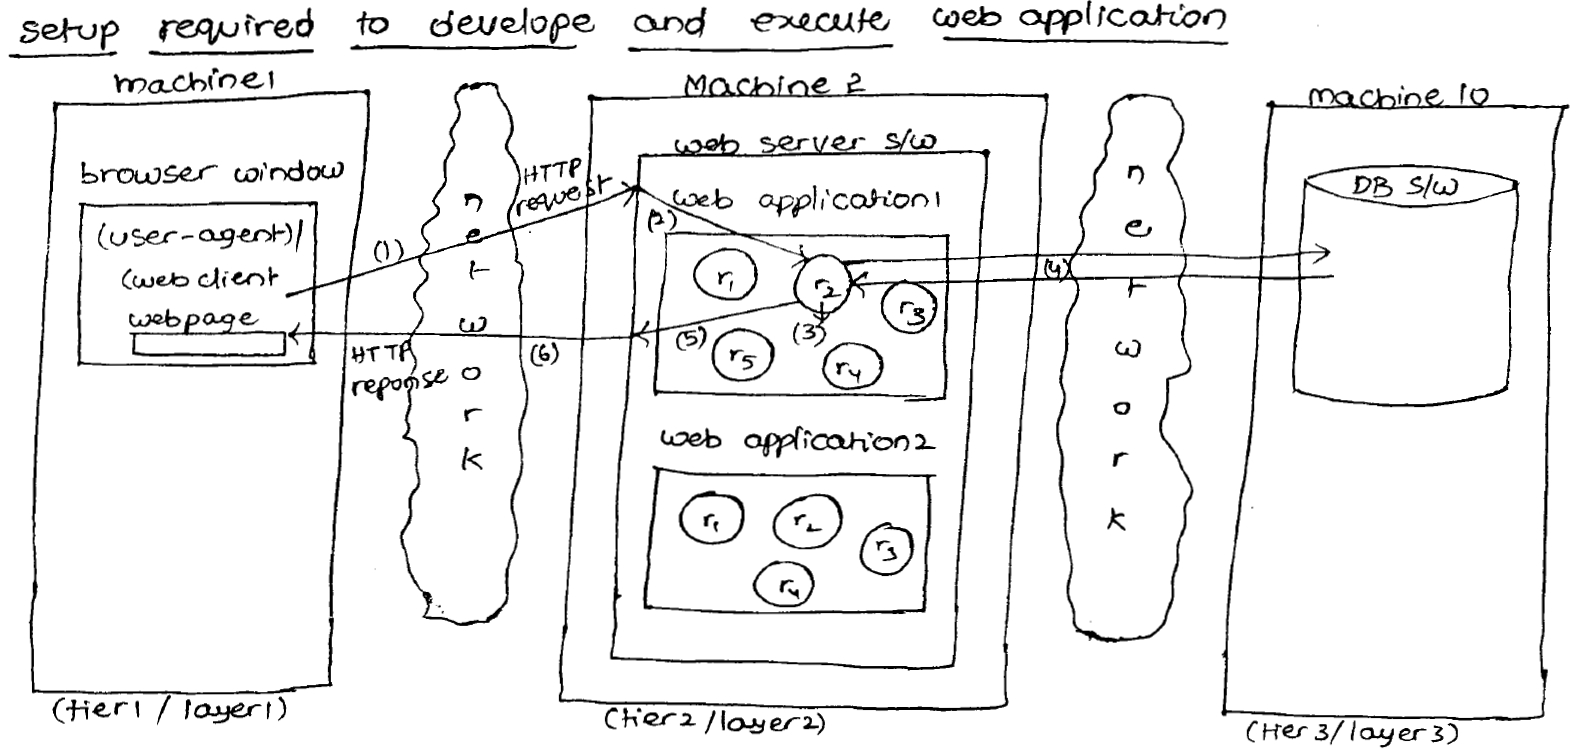 setup required to develope and execute web application
machine1
Machine 2
machine 10
browser window
(user-agent)/
(web client
webpage
(1)
network
HTTP
request
HTTP
reponse
(6)
web server s/w
(2)
web application1
r1
r2
r3
(3)
r5
r4
(5)
web application2
r1
r2
r3
r4
(4)
network
DB S/W
(tier1 / layer1)
(tier2 /layer2)
(tier3/layer3)